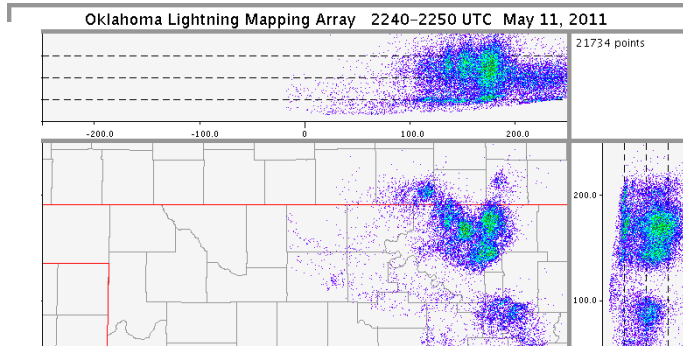 Oklahoma Lightning Mapping Array 2240-2250 UTC May 11, 2011
21734 points
-200.0 -100.0 0 100.0 200.0
200.0
100.0